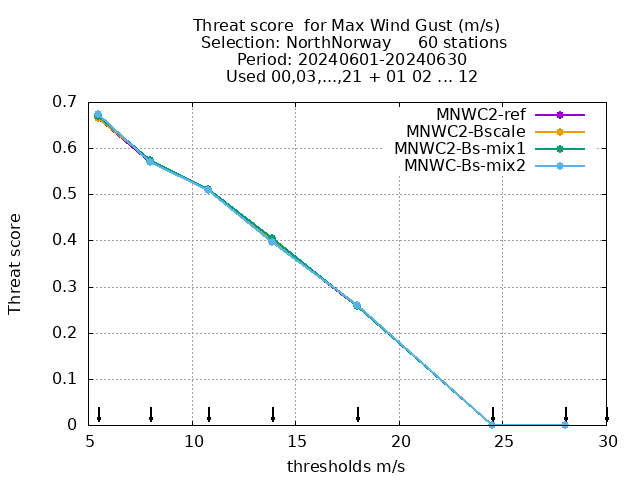 Threat score  for Max Wind Gust (m/s)
Selection: NorthNorway     60 stations
Period: 20240601-20240630
Used 00,03,...,21 + 01 02 ... 12
MNWC2-ref
MNWC2-Bscale
MNWC2-Bs-mix1
MNWC-Bs-mix2
Threat score
0.7
0.6
0.5
0.4
0.3
0.2
0.1
0
5 10 15 20 25 30
thresholds m/s